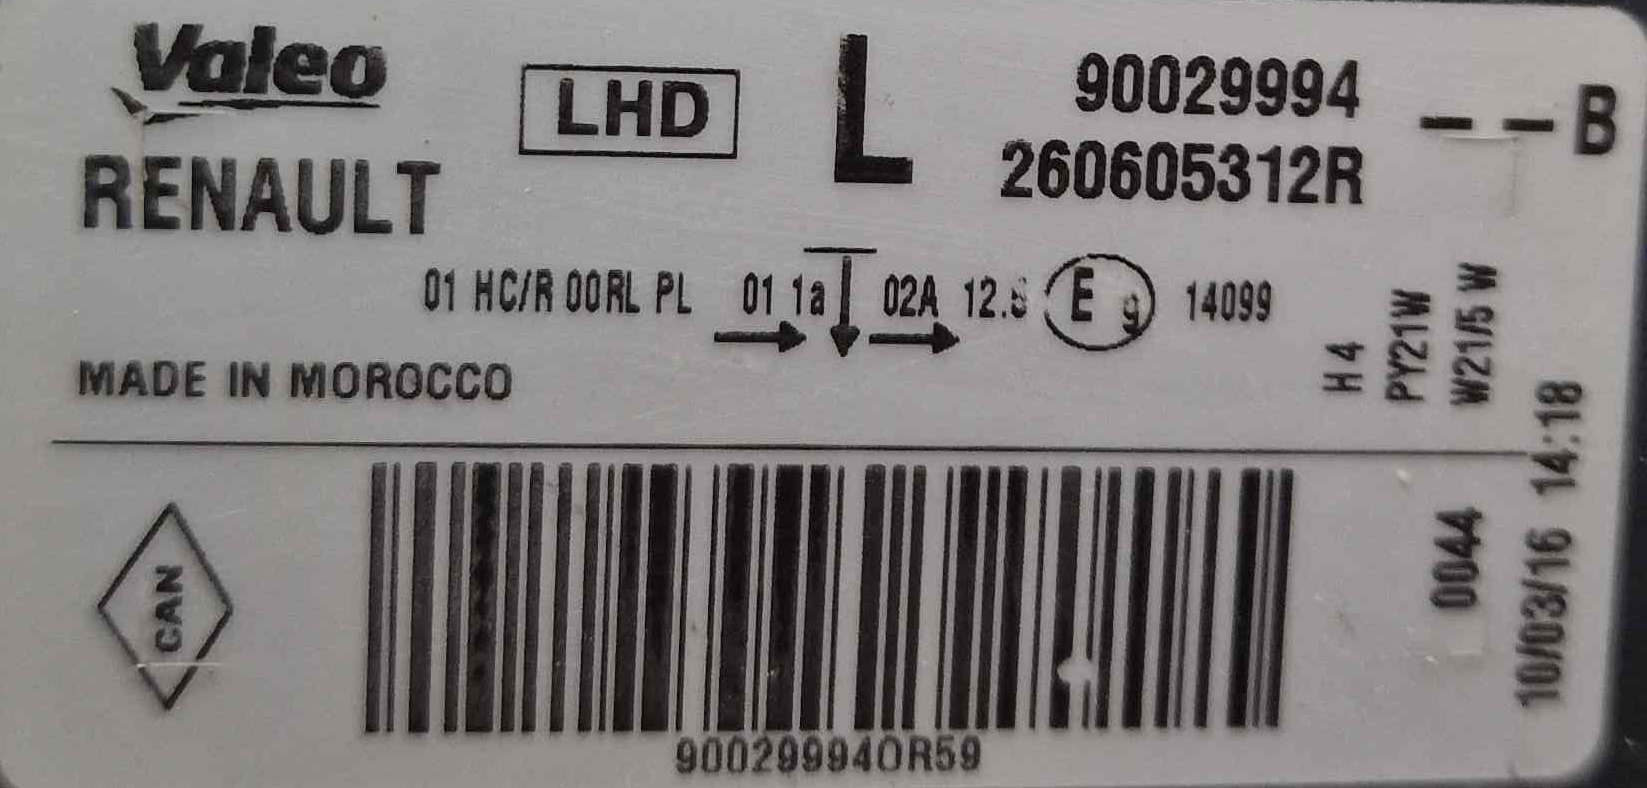 Valeo
LHD
L
90029994
260605312R
– – B
RENAULT
01 HC/R 00RL PL 01 1a 02A E 9 14099
MADE IN MOROCCO
H4
PY21W
W21/5 W
CAN
0044
10/03/16 14:18
90029994OR59